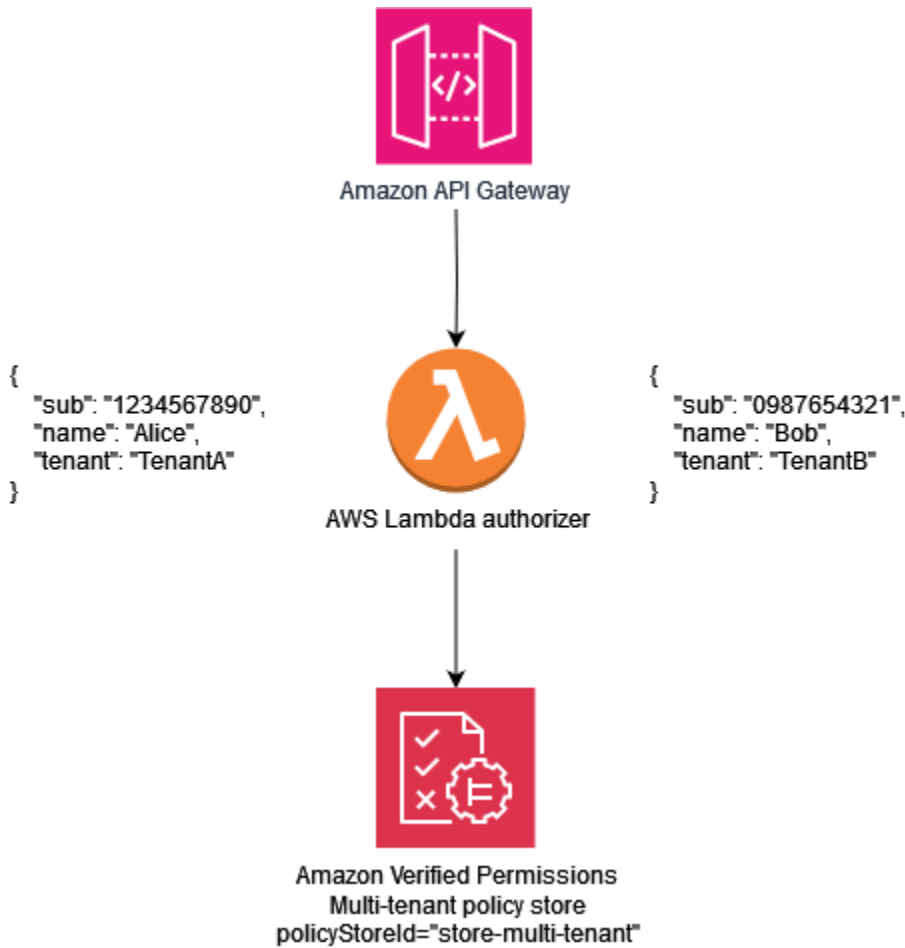 </>
Amazon API Gateway
{
"sub": "1234567890",
"name": "Alice",
"tenant": "TenantA"
}
{
"sub": "0987654321",
"name": "Bob",
"tenant": "TenantB"
}
AWS Lambda authorizer
Amazon Verified Permissions
Multi-tenant policy store
policyStoreId="store-multi-tenant"